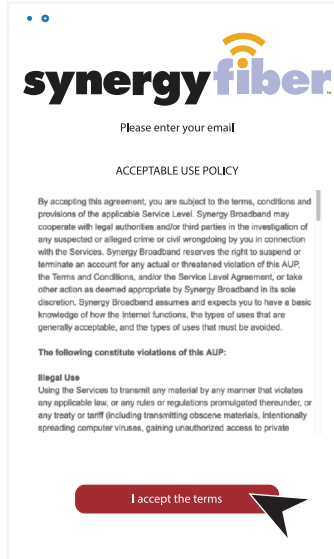 synergyfiber
Please enter your email
ACCEPTABLE USE POLICY
By accepting this agreement, you are subject to the terms, conditions and
provisions of the applicable Service Level. Synergy Broadband may
cooperate with legal authorities and/or third parties in the investigation of
any suspected or alleged crime or civil wrongdoing by you in connection
with the Services. Synergy Broadband reserves the right to suspend or
terminate an account for any actual or threatened violation of this AUP,
the Terms and Conditions, and/or the Service Level Agreement, or take
other action as deemed appropriate by Synergy Broadband in its sole
discretion. Synergy Broadband assumes and expects you to have a basic
knowledge of how the Internet functions, the types of uses that are
generally acceptable, and the types of uses that must be avoided.
The following constitute violations of this AUP:
Illegal Use
Using the Services to transmit any material by any manner that violates
any applicable law, or any rules or regulations promulgated thereunder, or
any treaty or tariff (including transmitting obscene materials, intentionally
spreading computer viruses, gaining unauthorized access to private
I accept the terms